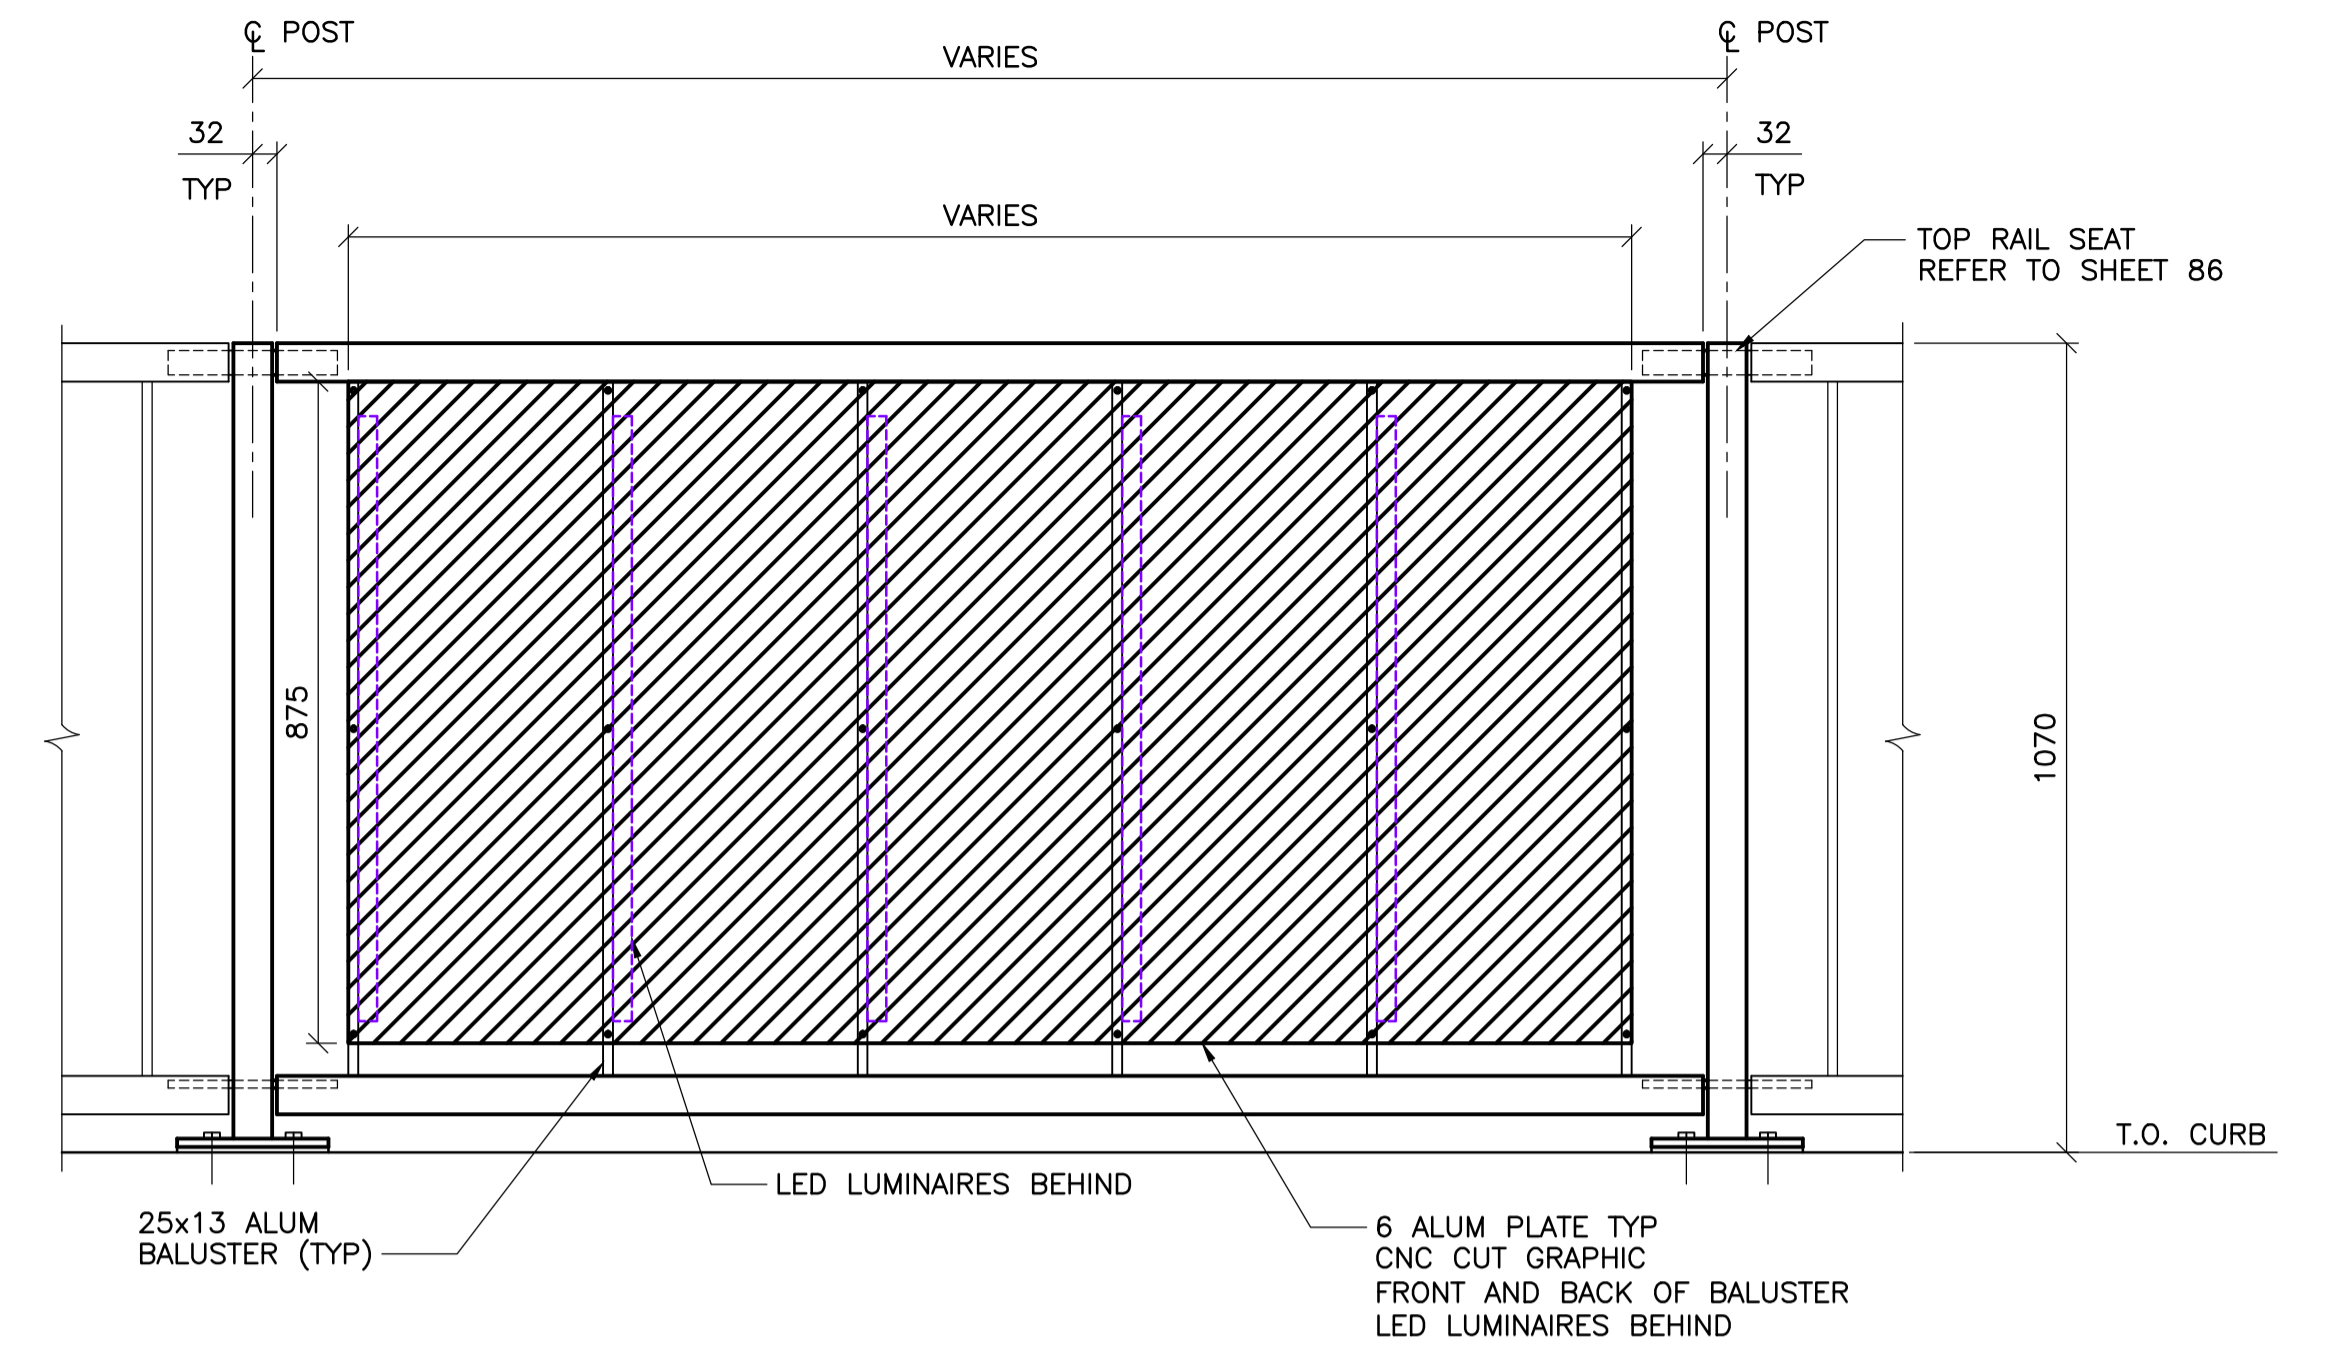 ℄ POST
℄ POST
VARIES
32
TYP
32
TYP
VARIES
TOP RAIL SEAT
REFER TO SHEET 86
875
1070
T.O. CURB
LED LUMINAIRES BEHIND
25x13 ALUM
BALUSTER (TYP)
6 ALUM PLATE TYP
CNC CUT GRAPHIC
FRONT AND BACK OF BALUSTER
LED LUMINAIRES BEHIND